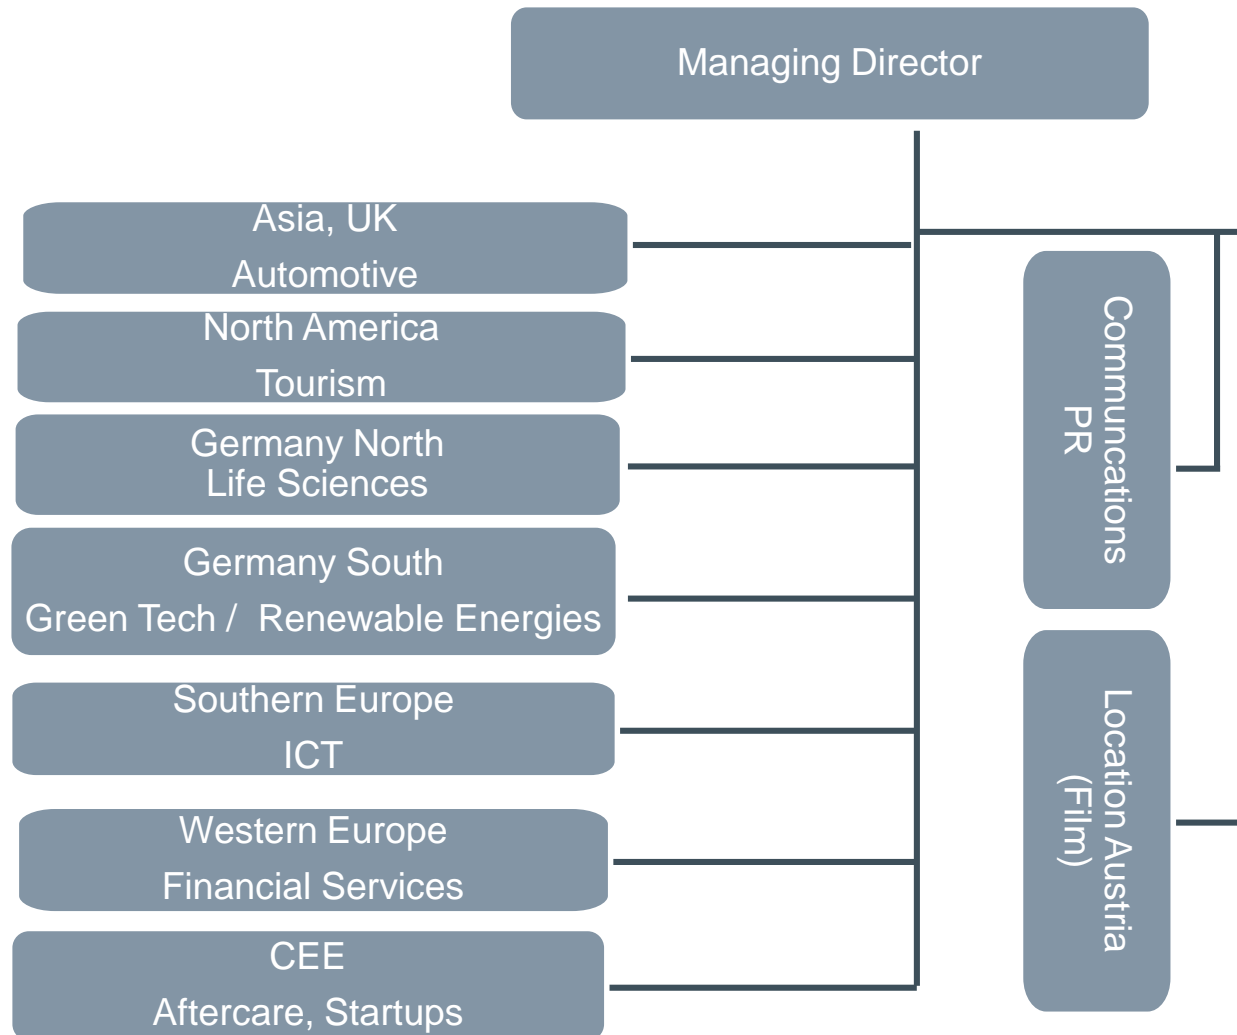 Managing Director
Asia, UK
Automotive
North America
Tourism
Germany North
Life Sciences
Germany South
Green Tech /  Renewable Energies
Southern Europe
ICT
Western Europe
Financial Services
CEE
Aftercare, Startups
Communcations
PR
Location Austria
(Film)